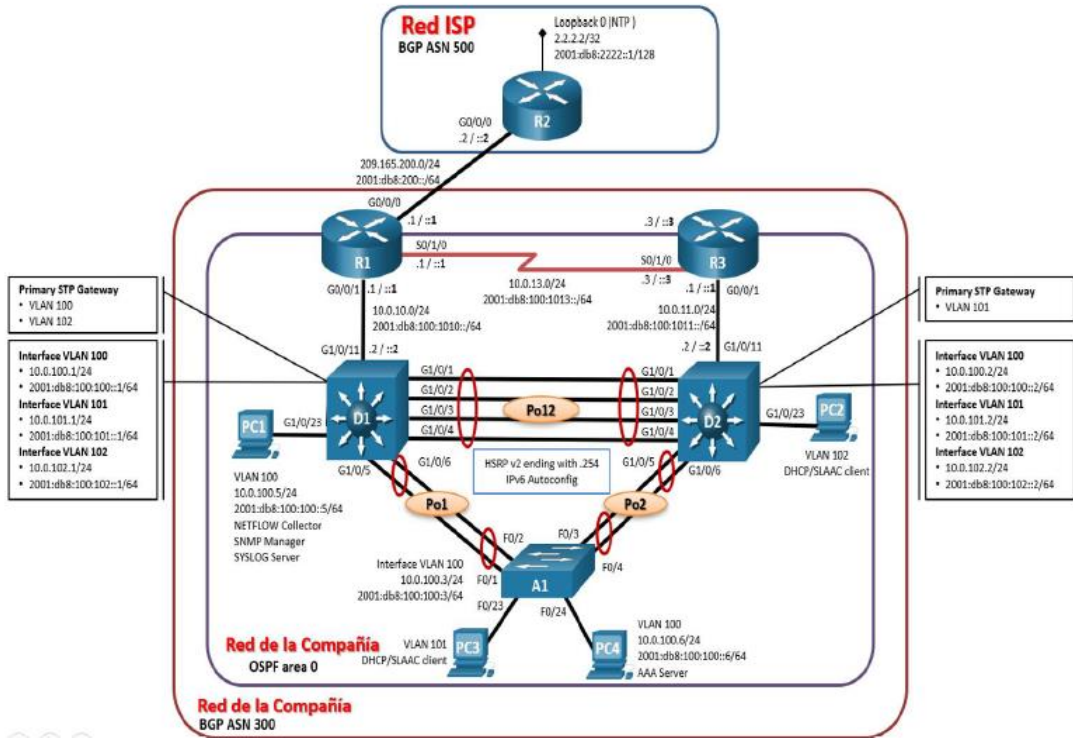 Red ISP
BGP ASN 500
Loopback 0 (NTP )
2.2.2.2/32
2001:db8:2222::1/128
R2
G0/0/0
.2 / ::2
209.165.200.0/24
2001:db8:200::/64
G0/0/0
.1 / ::1
R1
S0/1/0
.1 / ::1
10.0.13.0/24
2001:db8:100:1013::/64
.3 / ::3
S0/1/0
.3 / ::3
R3
G0/0/1
.1 / ::1
10.0.10.0/24
2001:db8:100:1010::/64
G1/0/11
.2 / ::2
.1 / ::1
G0/0/1
10.0.11.0/24
2001:db8:100:1011::/64
.2 / ::2
G1/0/11
Primary STP Gateway
• VLAN 100
• VLAN 102
Interface VLAN 100
• 10.0.100.1/24
• 2001:db8:100:100::1/64
Interface VLAN 101
• 10.0.101.1/24
• 2001:db8:100:101::1/64
Interface VLAN 102
• 10.0.102.1/24
• 2001:db8:100:102::1/64
Primary STP Gateway
• VLAN 101
Interface VLAN 100
• 10.0.100.2/24
• 2001:db8:100:100::2/64
Interface VLAN 101
• 10.0.101.2/24
• 2001:db8:100:101::2/64
Interface VLAN 102
• 10.0.102.2/24
• 2001:db8:100:102::2/64
D1
G1/0/1
G1/0/2
G1/0/3
G1/0/4
Po12
G1/0/1
G1/0/2
G1/0/3
G1/0/4
D2
PC1
G1/0/23
VLAN 100
10.0.100.5/24
2001:db8:100:100::5/64
NETFLOW Collector
SNMP Manager
SYSLOG Server
G1/0/23
PC2
VLAN 102
DHCP/SLAAC client
G1/0/5
G1/0/6
HSRP v2 ending with .254
IPv6 Autoconfig
G1/0/5
G1/0/6
Po1
Po2
F0/2
F0/1
F0/3
F0/4
Interface VLAN 100
10.0.100.3/24
2001:db8:100:100:3/64
A1
F0/23
F0/24
VLAN 101
DHCP/SLAAC client
PC3
PC4
VLAN 100
10.0.100.6/24
2001:db8:100:100::6/64
AAA Server
Red de la Compañía
OSPF area 0
Red de la Compañía
BGP ASN 300